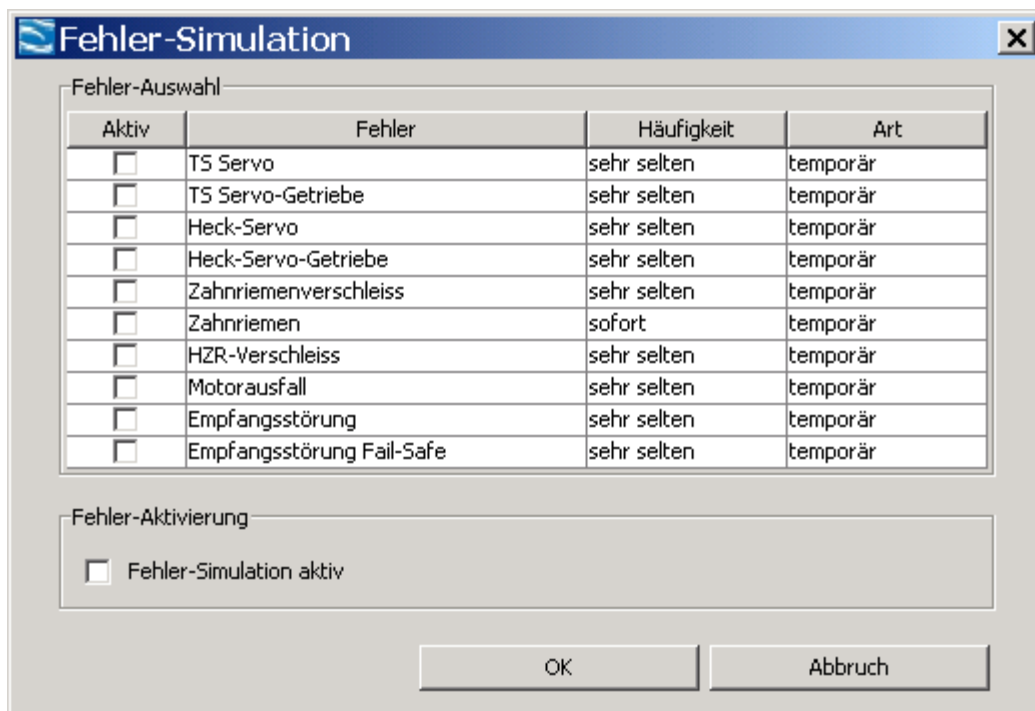 Fehler-Simulation
Fehler-Auswahl
Aktiv Fehler Häufigkeit Art
TS Servo sehr selten temporär
TS Servo-Getriebe sehr selten temporär
Heck-Servo sehr selten temporär
Heck-Servo-Getriebe sehr selten temporär
Zahnriemenverschleiss sehr selten temporär
Zahnriemen sofort temporär
HZR-Verschleiss sehr selten temporär
Motorausfall sehr selten temporär
Empfangsstörung sehr selten temporär
Empfangsstörung Fail-Safe sehr selten temporär
Fehler-Aktivierung
Fehler-Simulation aktiv
OK Abbruch